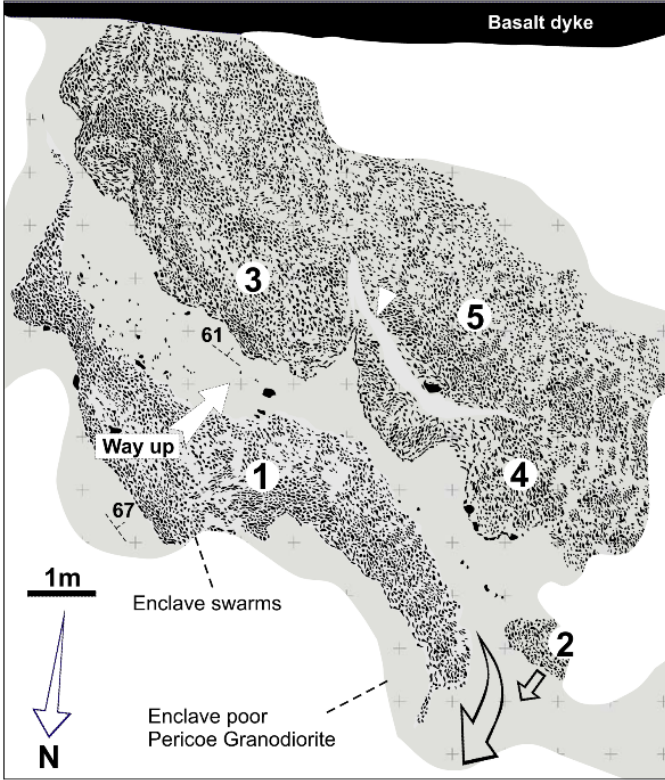 Basalt dyke
3
5
61
Way up
1
4
67
1m
Enclave swarms
2
Enclave poor
Pericoe Granodiorite
N